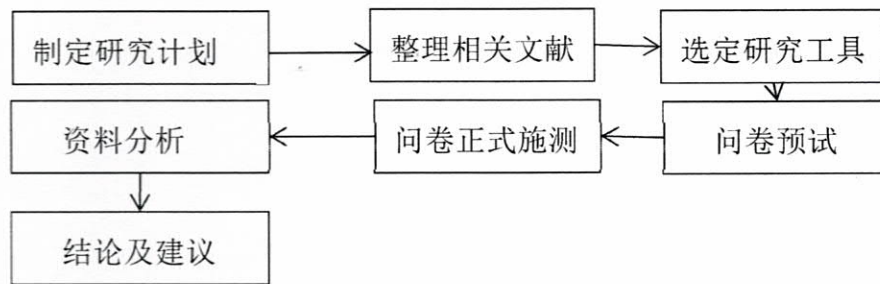 制定研究计划
整理相关文献
选定研究工具
问卷预试
问卷正式施测
资料分析
结论及建议